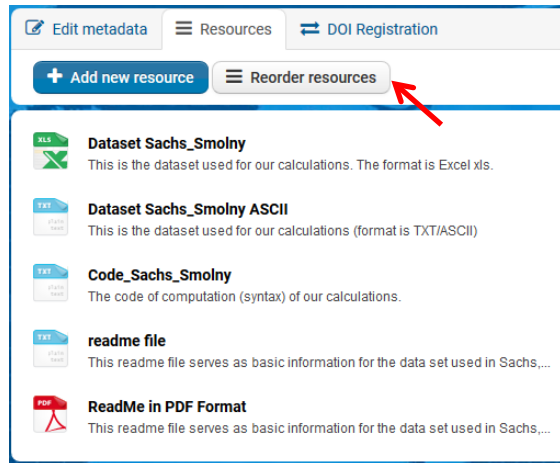 Edit metadata Resources DOI Registration
Add new resource Reorder resources
XLS
Dataset Sachs_Smolny
This is the dataset used for our calculations. The format is Excel xls.
TXT
Dataset Sachs_Smolny ASCII
This is the dataset used for our calculations (format is TXT/ASCII)
TXT
Code_Sachs_Smolny
The code of computation (syntax) of our calculations.
TXT
readme file
This readme file serves as basic information for the data set used in Sachs,...
PDF
ReadMe in PDF Format
This readme file serves as basic information for the data set used in Sachs,...